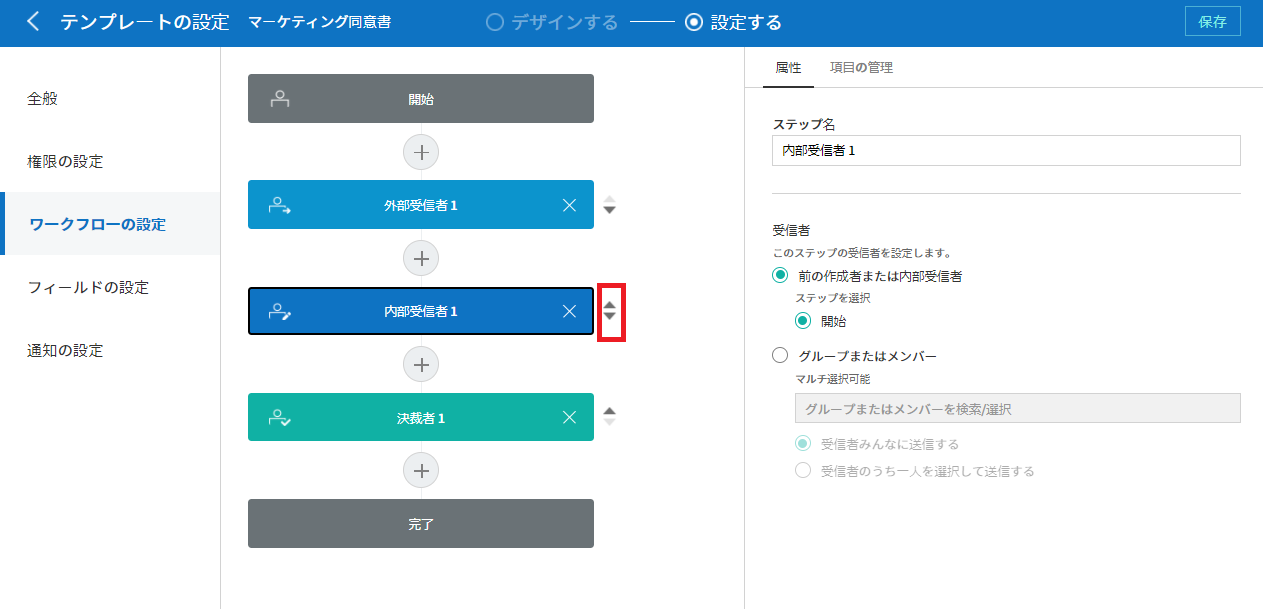 テンプレートの設定 マーケティング同意書 デザインする 設定する 保存
全般
権限の設定
ワークフローの設定
フィールドの設定
通知の設定
開始
外部受信者 1
内部受信者 1
決裁者 1
完了
属性 項目の管理
ステップ名
内部受信者 1
受信者
このステップの受信者を設定します。
前の作成者または内部受信者
ステップを選択
開始
グループまたはメンバー
マルチ選択可能
グループまたはメンバーを検索/選択
受信者みんなに送信する
受信者のうち一人を選択して送信する